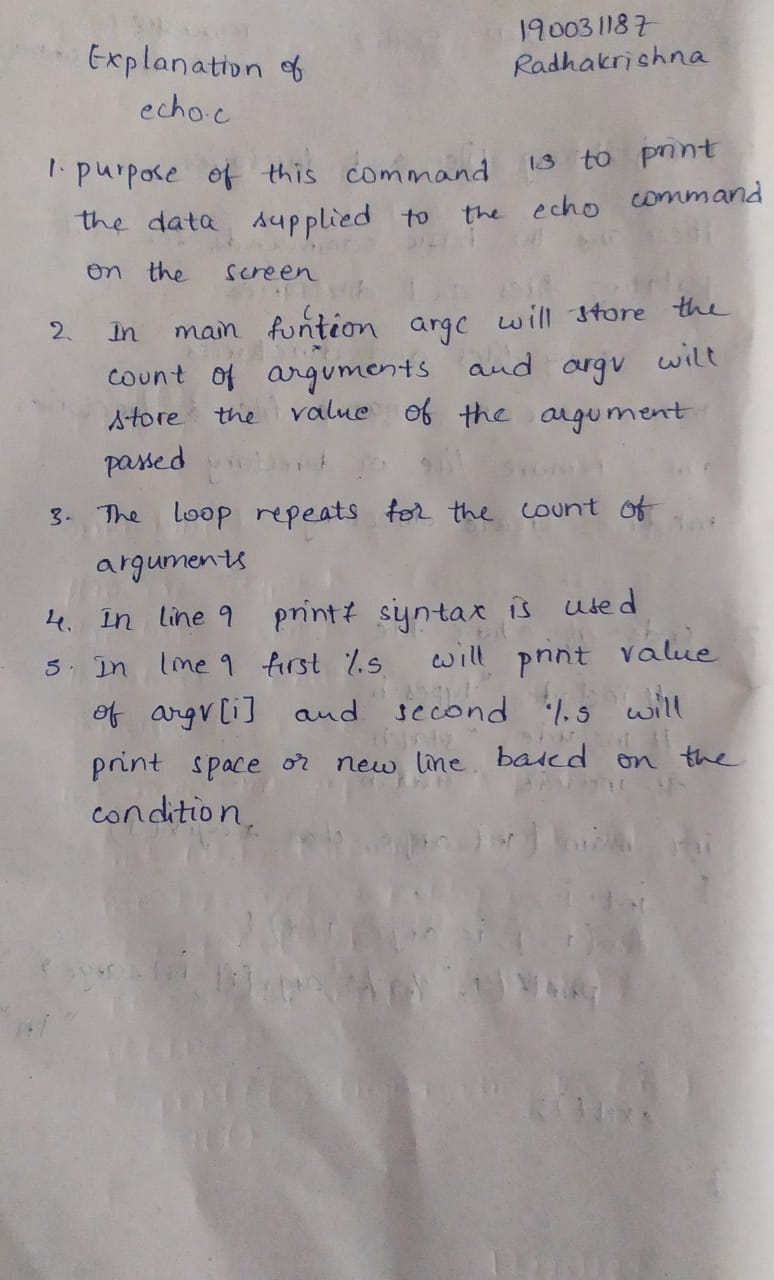 190031187
Radhakrishna
Explanation of
echo.c
1. purpose of this command is to print
the data supplied to the echo command
on the screen
2. In main funtion argc will store the
count of arguments and argv will
store the value of the argument
passed
3. The loop repeats for the count of
arguments
4. In line 9 printf syntax is used
5. In line 9 first %s will print value
of argv[i] and second %s will
print space or new line based on the
condition.